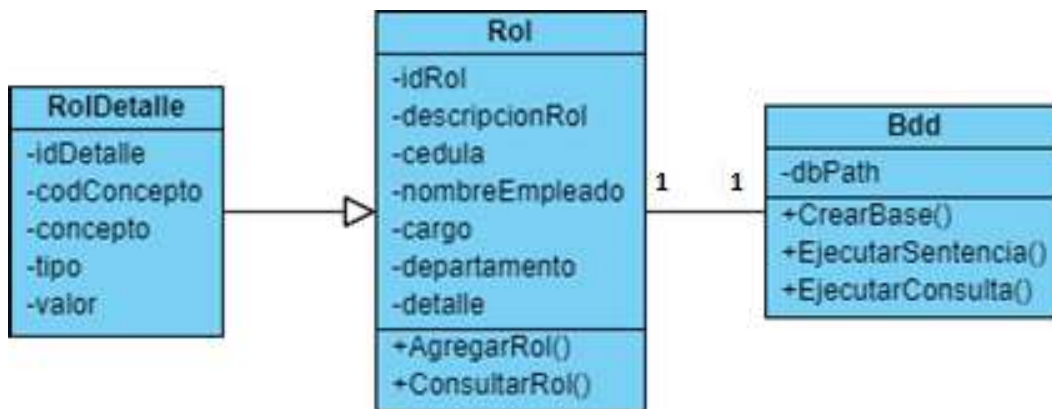 RolDetalle
-idDetalle
-codConcepto
-concepto
-tipo
-valor
Rol
-idRol
-descripcionRol
-cedula
-nombreEmpleado
-cargo
-departamento
-detalle
+AgregarRol()
+ConsultarRol()
1 1
Bdd
-dbPath
+CrearBase()
+EjecutarSentencia()
+EjecutarConsulta()